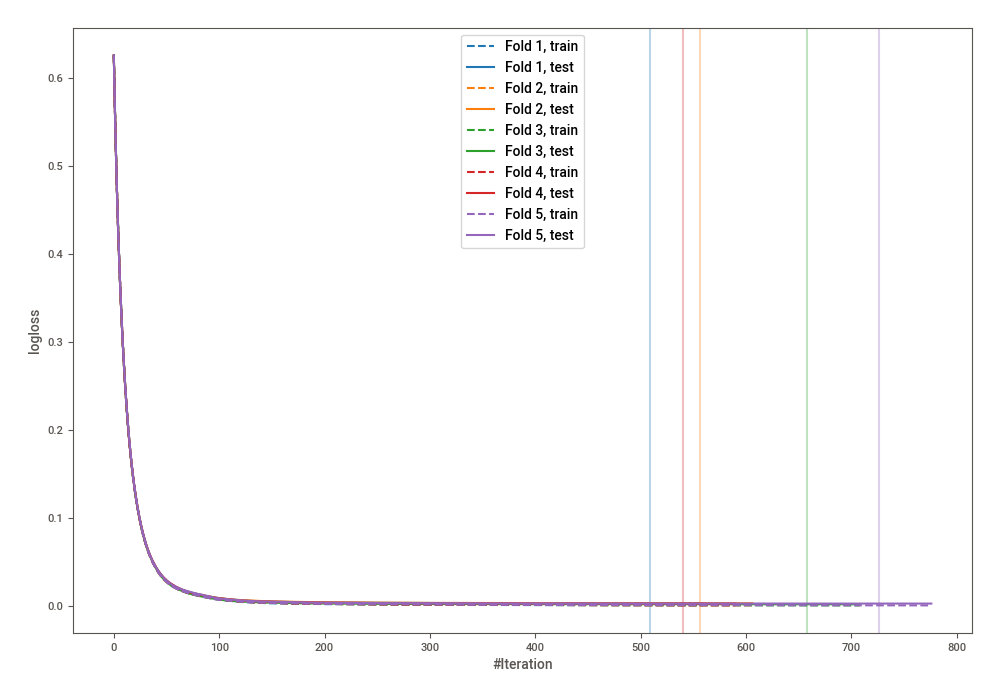 Fold 1, train
Fold 1, test
Fold 2, train
Fold 2, test
Fold 3, train
Fold 3, test
Fold 4, train
Fold 4, test
Fold 5, train
Fold 5, test
0.6
0.5
0.4
0.3
0.2
0.1
0.0
logloss
0 100 200 300 400 500 600 700 800
#Iteration